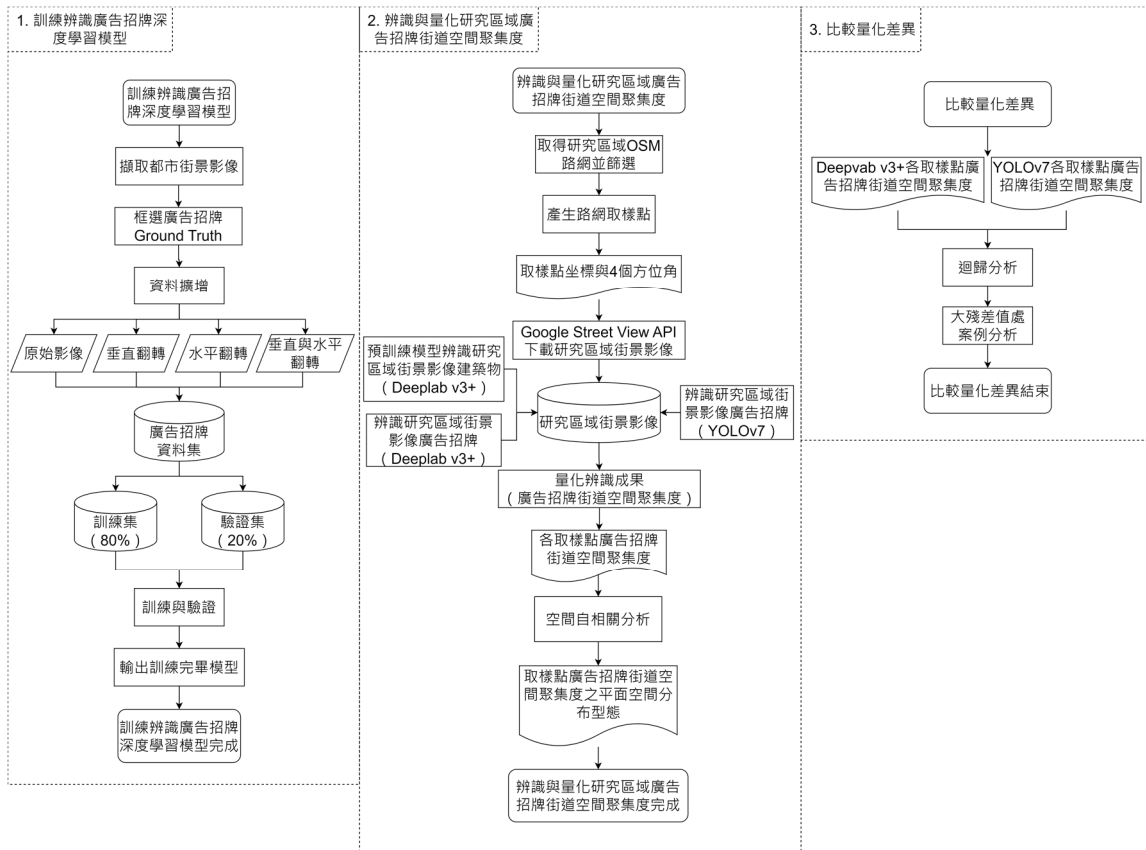 1. 訓練辨識廣告招牌深
度學習模型
訓練辨識廣告招
牌深度學習模型
擷取都市街景影像
框選廣告招牌
Ground Truth
資料擴增
原始影像
垂直翻轉
水平翻轉
垂直與水平
翻轉
廣告招牌
資料集
訓練集
（80%）
驗證集
（20%）
訓練與驗證
輸出訓練完畢模型
訓練辨識廣告招牌
深度學習模型完成
2. 辨識與量化研究區域廣
告招牌街道空間聚集度
辨識與量化研究區域廣告
招牌街道空間聚集度
取得研究區域OSM
路網並篩選
產生路網取樣點
取樣點坐標與4個方位角
Google Street View API
下載研究區域街景影像
預訓練模型辨識研究
區域街景影像建築物
（Deeplab v3+）
辨識研究區域街景
影像廣告招牌
（Deeplab v3+）
研究區域街景影像
辨識研究區域街
景影像廣告招牌
（YOLOv7）
量化辨識成果
（廣告招牌街道空間聚集度）
各取樣點廣告招牌
街道空間聚集度
空間自相關分析
取樣點廣告招牌街道空
間聚集度之平面空間分
布型態
辨識與量化研究區域廣告
招牌街道空間聚集度完成
3. 比較量化差異
比較量化差異
Deepvab v3+各取樣點廣
告招牌街道空間聚集度
YOLOv7各取樣點廣告
招牌街道空間聚集度
迴歸分析
大殘差值處
案例分析
比較量化差異結束